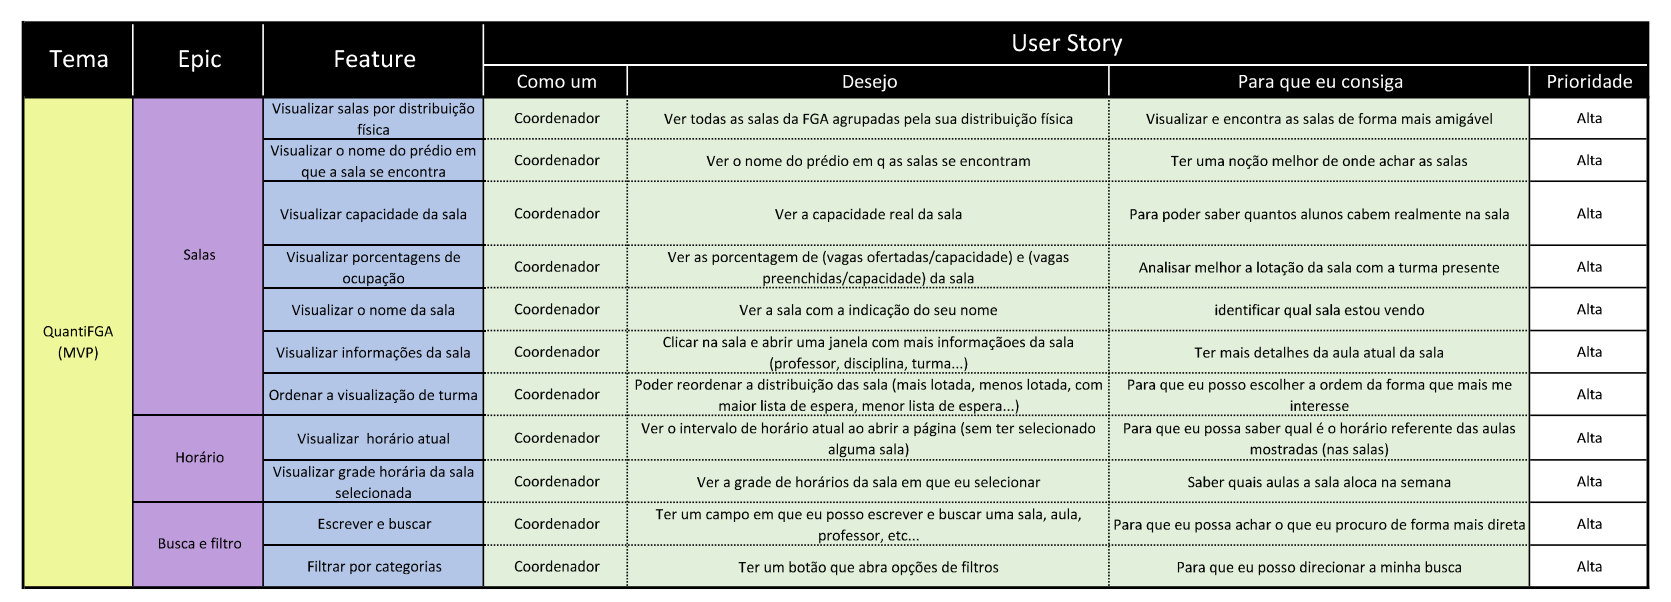 Tema
Epic
Feature
User Story
Como um
Desejo
Para que eu consiga
Prioridade
QuantiFGA
(MVP)
Salas
Visualizar salas por distribuição
física
Coordenador
Ver todas as salas da FGA agrupadas pela sua distribuição física
Visualizar e encontra as salas de forma mais amigável
Alta
Visualizar o nome do prédio em
que a sala se encontra
Coordenador
Ver o nome do prédio em q as salas se encontram
Ter uma noção melhor de onde achar as salas
Alta
Visualizar capacidade da sala
Coordenador
Ver a capacidade real da sala
Para poder saber quantos alunos cabem realmente na sala
Alta
Visualizar porcentagens de
ocupação
Coordenador
Ver as porcentagem de (vagas ofertadas/capacidade) e (vagas
preenchidas/capacidade) da sala
Analisar melhor a lotação da sala com a turma presente
Alta
Visualizar o nome da sala
Coordenador
Ver a sala com a indicação do seu nome
identificar qual sala estou vendo
Alta
Visualizar informações da sala
Coordenador
Clicar na sala e abrir uma janela com mais informaçãoes da sala
(professor, disciplina, turma...)
Ter mais detalhes da aula atual da sala
Alta
Ordenar a visualização de turma
Coordenador
Poder reordenar a distribuição das sala (mais lotada, menos lotada, com
maior lista de espera, menor lista de espera...)
Para que eu posso escolher a ordem da forma que mais me
interesse
Alta
Horário
Visualizar horário atual
Coordenador
Ver o intervalo de horário atual ao abrir a página (sem ter selecionado
alguma sala)
Para que eu possa saber qual é o horário referente das aulas
mostradas (nas salas)
Alta
Visualizar grade horária da sala
selecionada
Coordenador
Ver a grade de horários da sala em que eu selecionar
Saber quais aulas a sala aloca na semana
Alta
Busca e filtro
Escrever e buscar
Coordenador
Ter um campo em que eu posso escrever e buscar uma sala, aula,
professor, etc...
Para que eu possa achar o que eu procuro de forma mais direta
Alta
Filtrar por categorias
Coordenador
Ter um botão que abra opções de filtros
Para que eu posso direcionar a minha busca
Alta